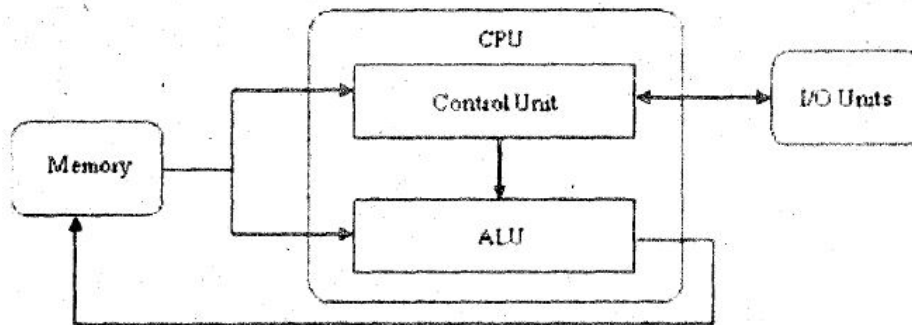 CPU
Control Unit
I/O Units
Memory
ALU